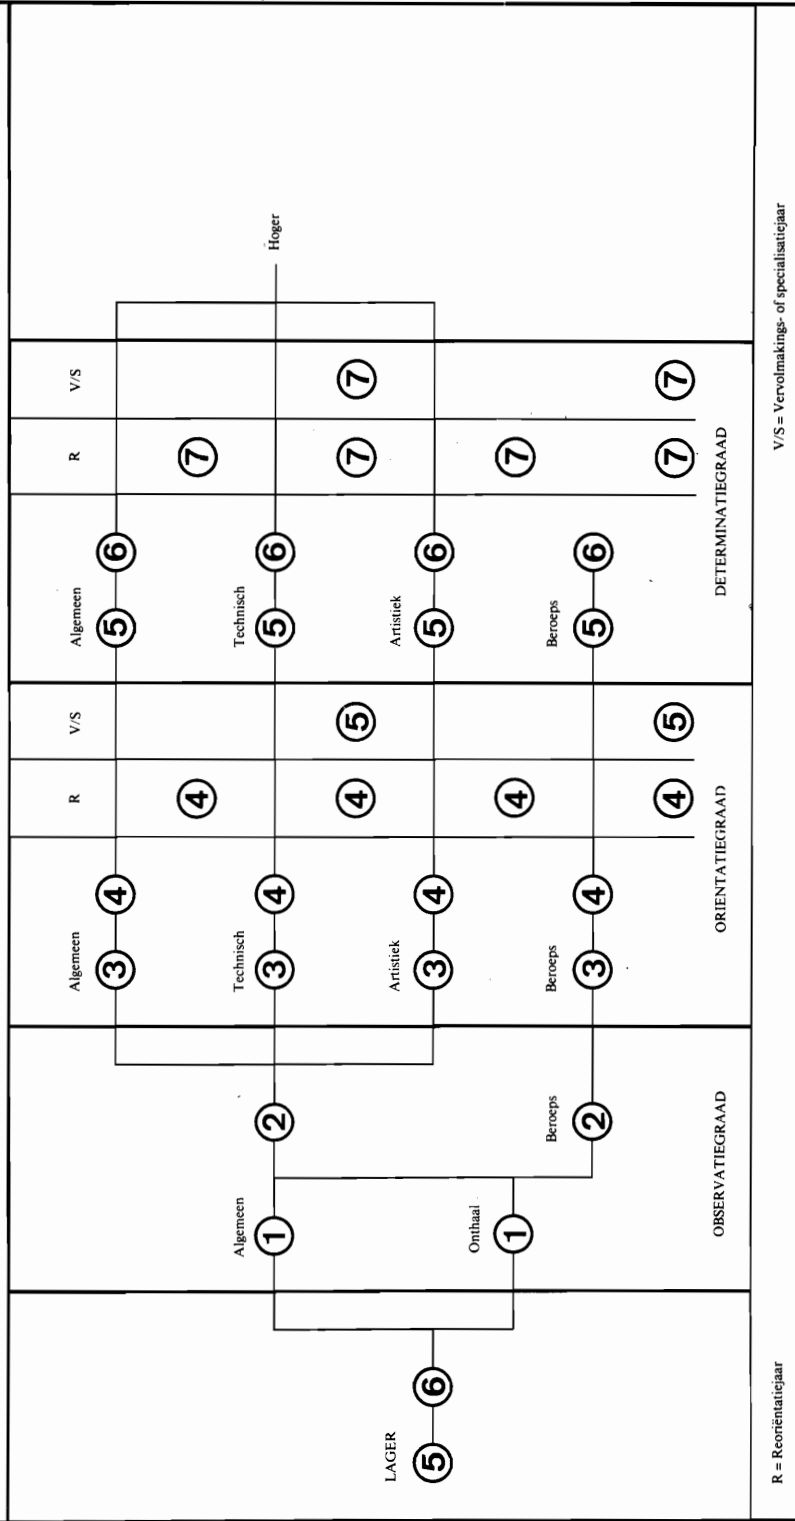 Algemeen R V/S Algemeen R V/S
3 4 5 6
4 7
Algemeen Technisch Technisch
1 2 3 4 5 6 Hoger
4 5 7 7
LAGER Artistiek Artistiek
5 6 3 4 5 6
Onthaal
1 4 7
Beroeps Beroeps Beroeps
2 3 4 5 6
4 5 7 7
OBSERVATIEGRAAD ORIENTATIEGRAAD DETERMINATIEGRAAD
R = Reoriëntatiejaar V/S = Vervolmakings- of specialisatiejaar